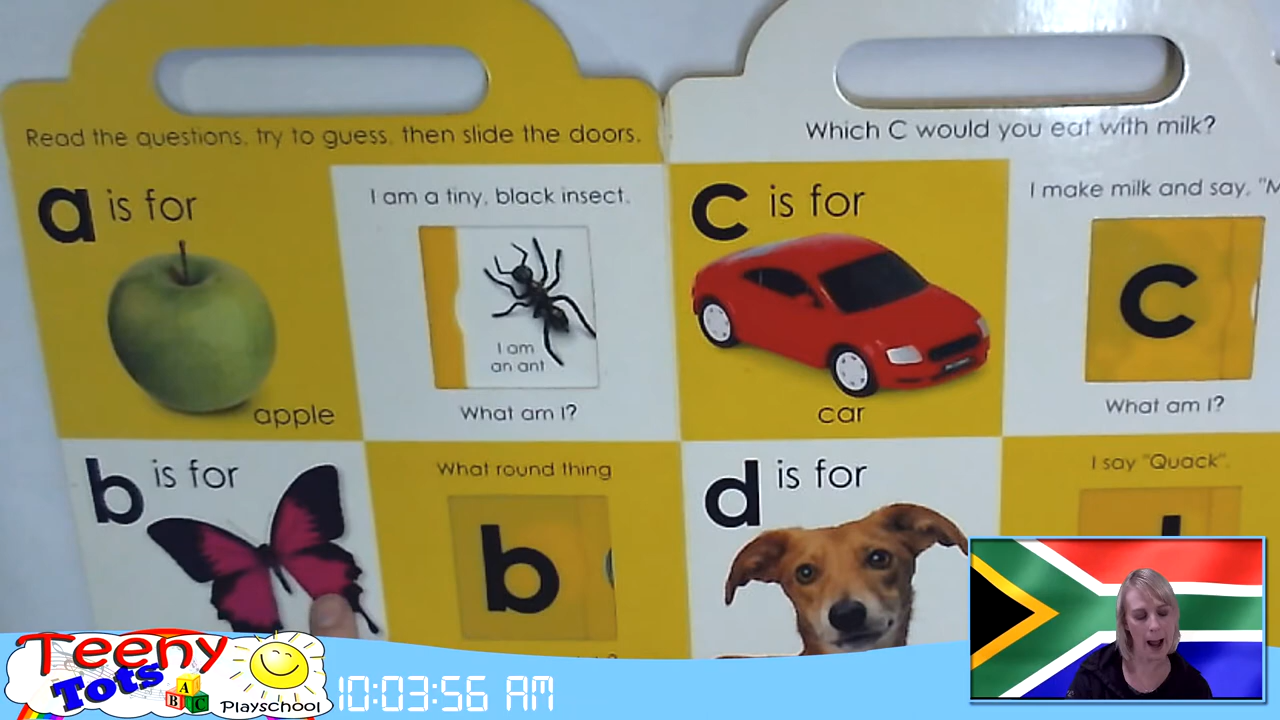 Read the questions, try to guess, then slide the doors.
a is for
apple
I am a tiny, black insect.
I am
an ant
What am I?
b is for
What round thing
b
Which C would you eat with milk?
c is for
car
I make milk and say, "M
c
What am I?
d is for
I say "Quack".
Teeny
Tots
A
B C
Playschool
10:03:56 AM